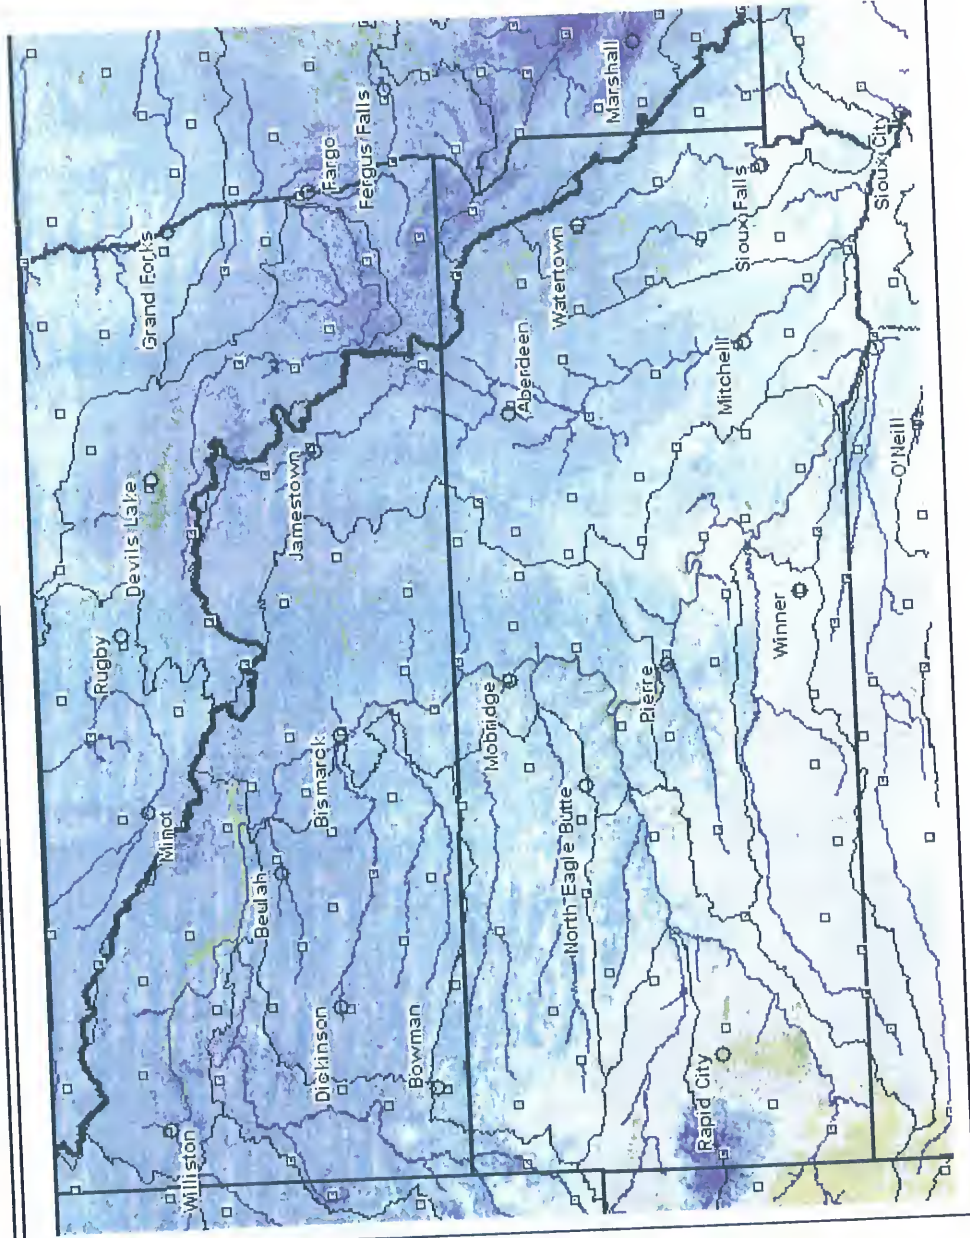 Williston
Minot
Rugby
Devils Lake
Grand Forks
Beulah
Dickinson
Bismarck
Jamestown
Fargo
Fergus Falls
Bowman
Mobridge
Aberdeen
North Eagle Butte
Watertown
Marshall
Pierre
Rapid City
Mitchell
Sioux Falls
Winner
O'Neill
Sioux City